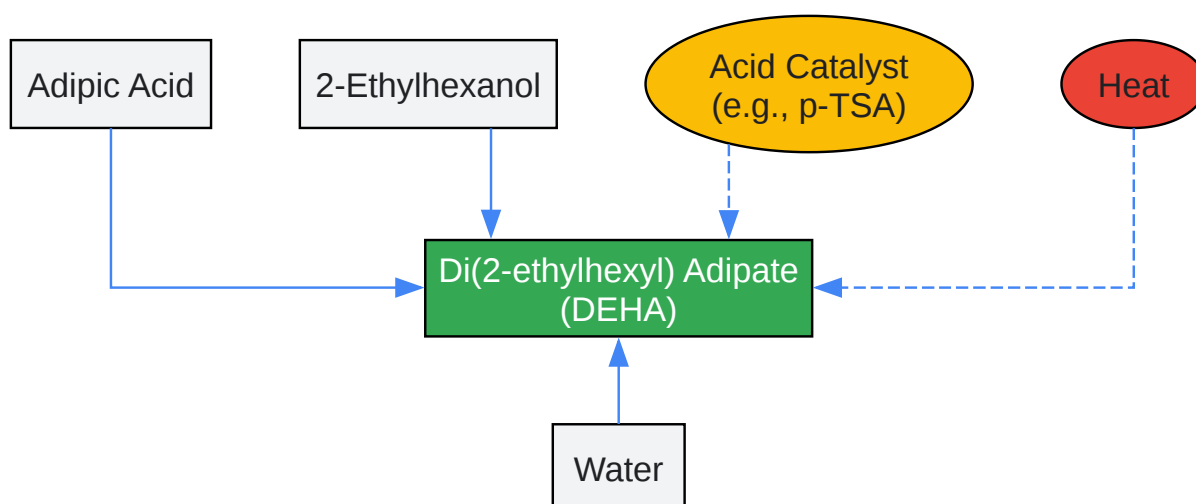 Adipic Acid
2-Ethylhexanol
Acid Catalyst
(e.g., p-TSA)
Heat
Di(2-ethylhexyl) Adipate
(DEHA)
Water